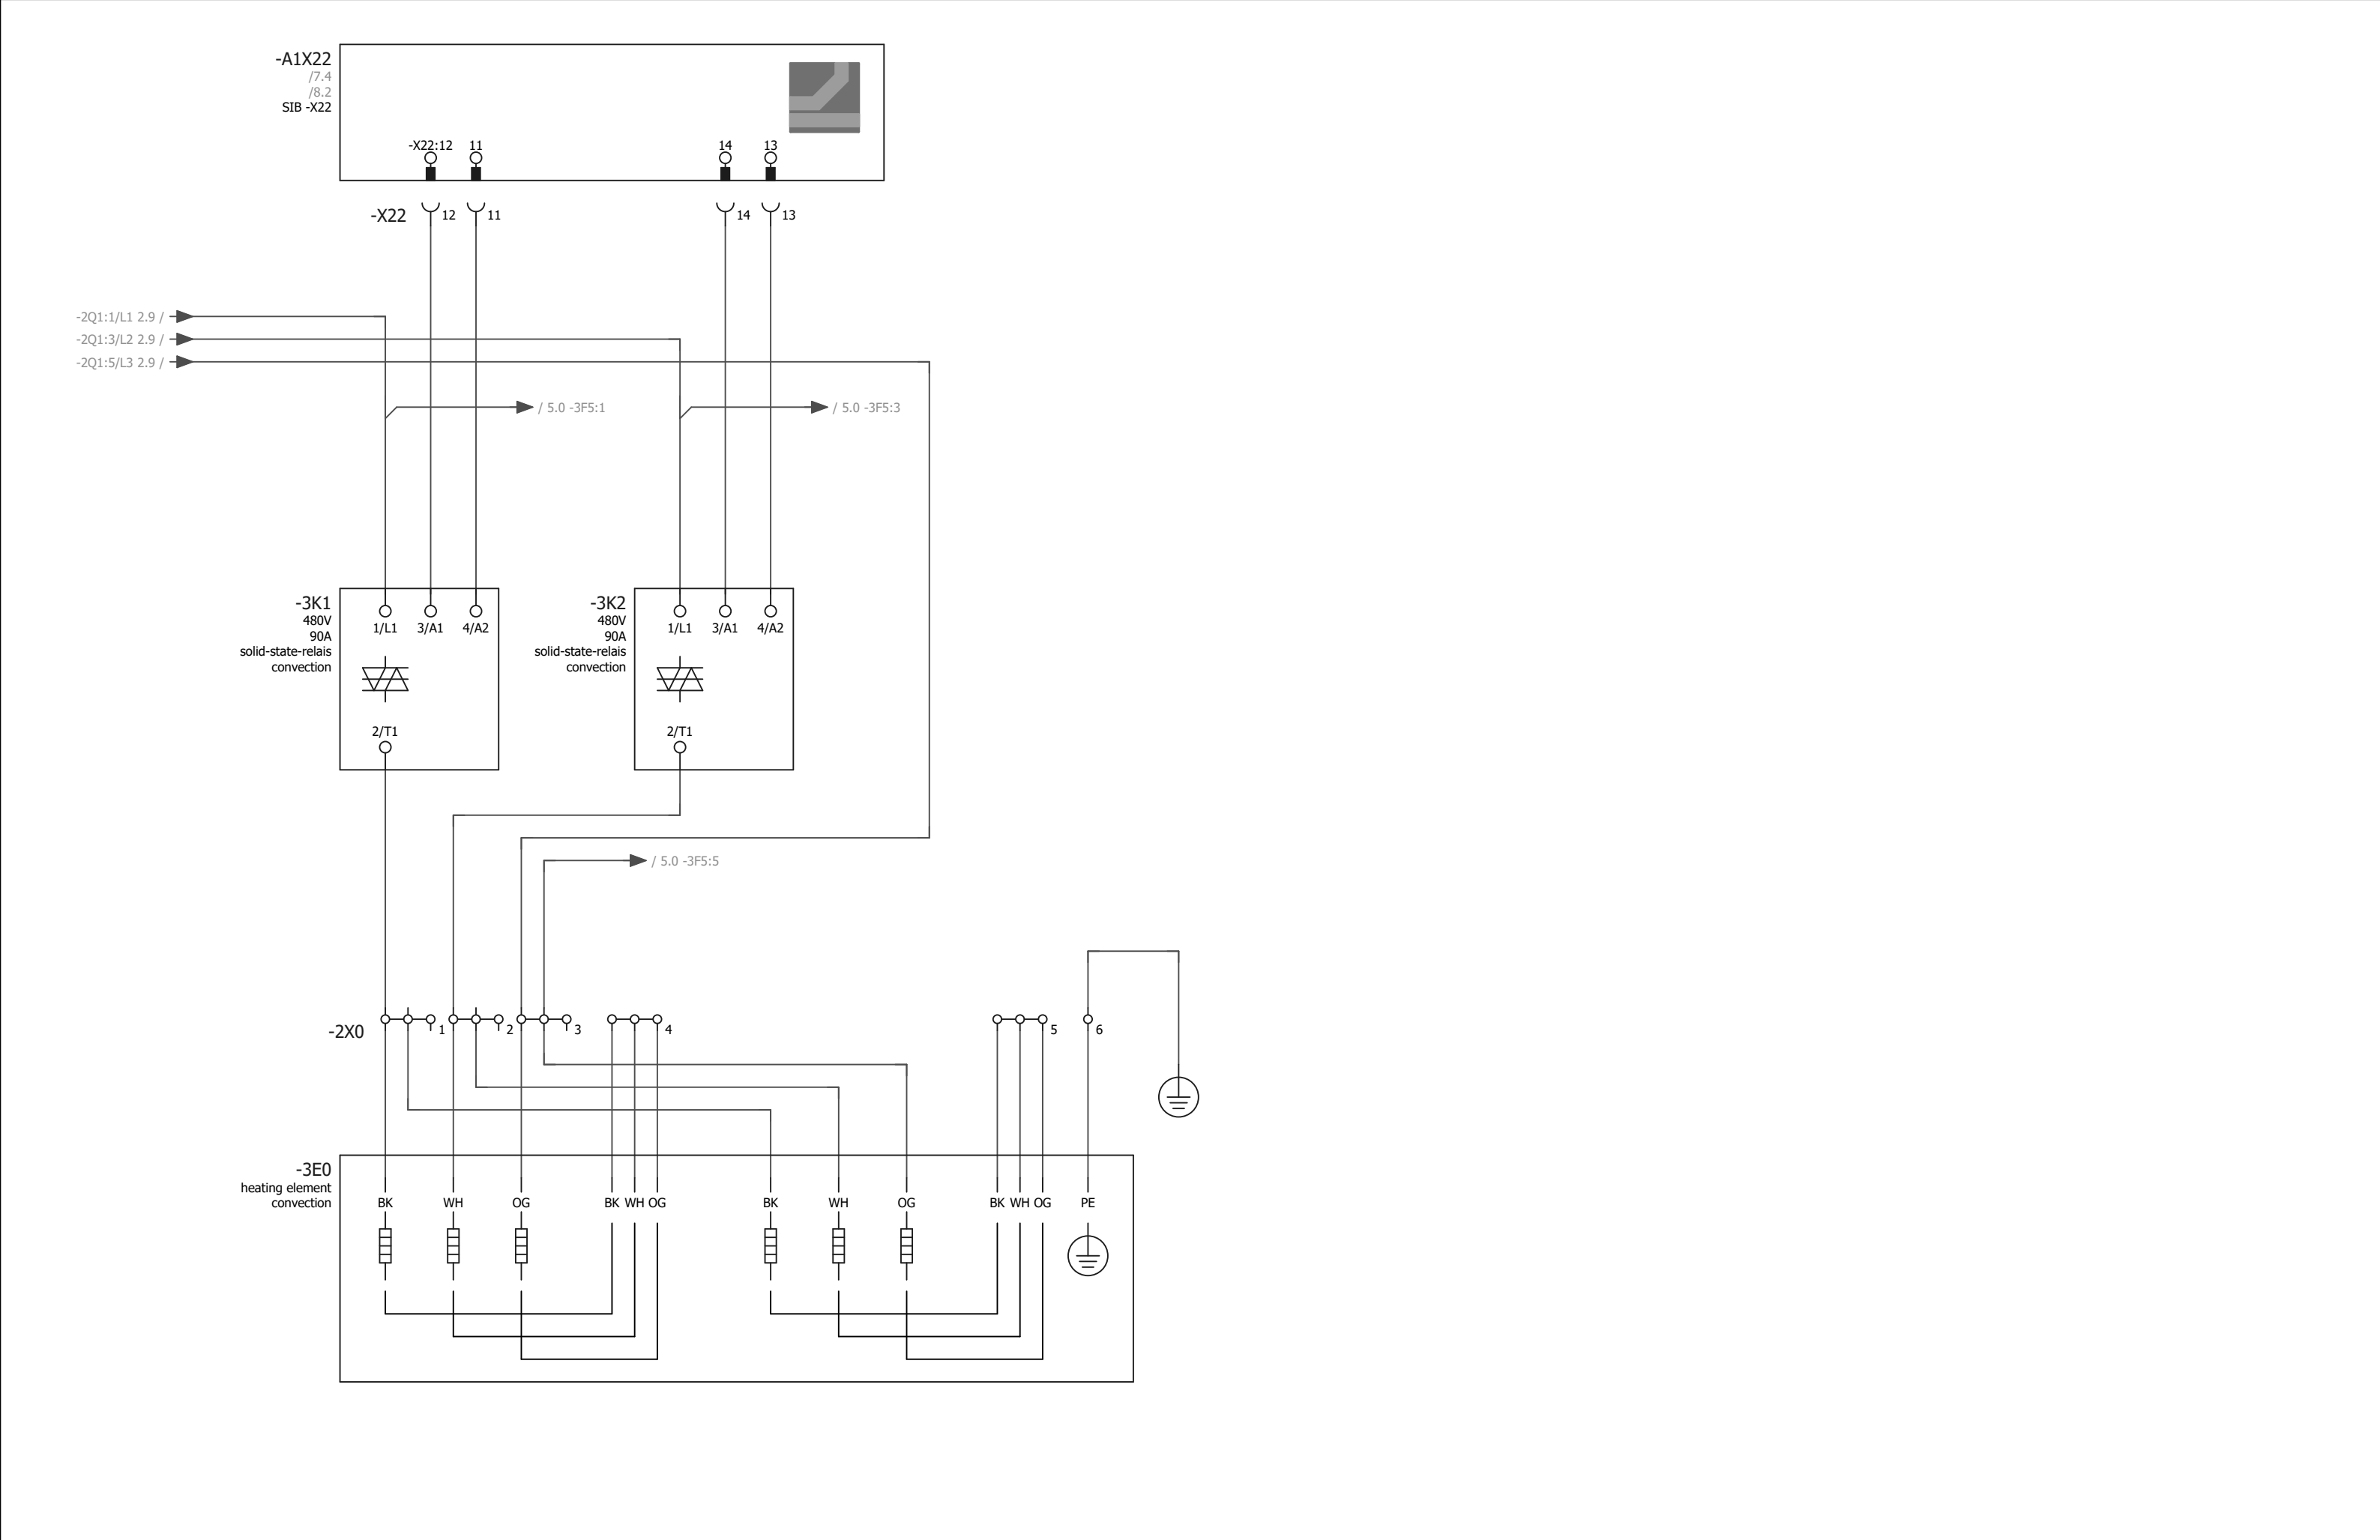 -A1X22
/7.4
/8.2
SIB -X22
-X22:12 11 14 13
-X22 12 11 14 13
-2Q1:1/L1 2.9 /
-2Q1:3/L2 2.9 /
-2Q1:5/L3 2.9 /
/ 5.0 -3F5:1 / 5.0 -3F5:3
-3K1
480V
90A
solid-state-relais
convection
1/L1 3/A1 4/A2
2/T1
-3K2
480V
90A
solid-state-relais
convection
1/L1 3/A1 4/A2
2/T1
/ 5.0 -3F5:5
-2X0 1 2 3 4 5 6
-3E0
heating element
convection
BK WH OG BK WH OG BK WH OG BK WH OG PE